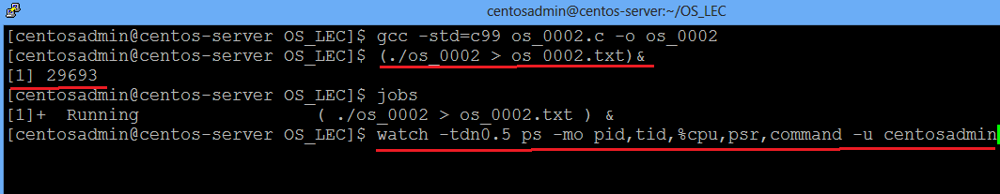 centosadmin@centos-server:~/OS_LEC
[centosadmin@centos-server OS_LEC]$ gcc -std=c99 os_0002.c -o os_0002
[centosadmin@centos-server OS_LEC]$ (./os_0002 > os_0002.txt)&
[1] 29693
[centosadmin@centos-server OS_LEC]$ jobs
[1]+  Running                 ( ./os_0002 > os_0002.txt ) &
[centosadmin@centos-server OS_LEC]$ watch -tdn0.5 ps -mo pid,tid,%cpu,psr,command -u centosadmin